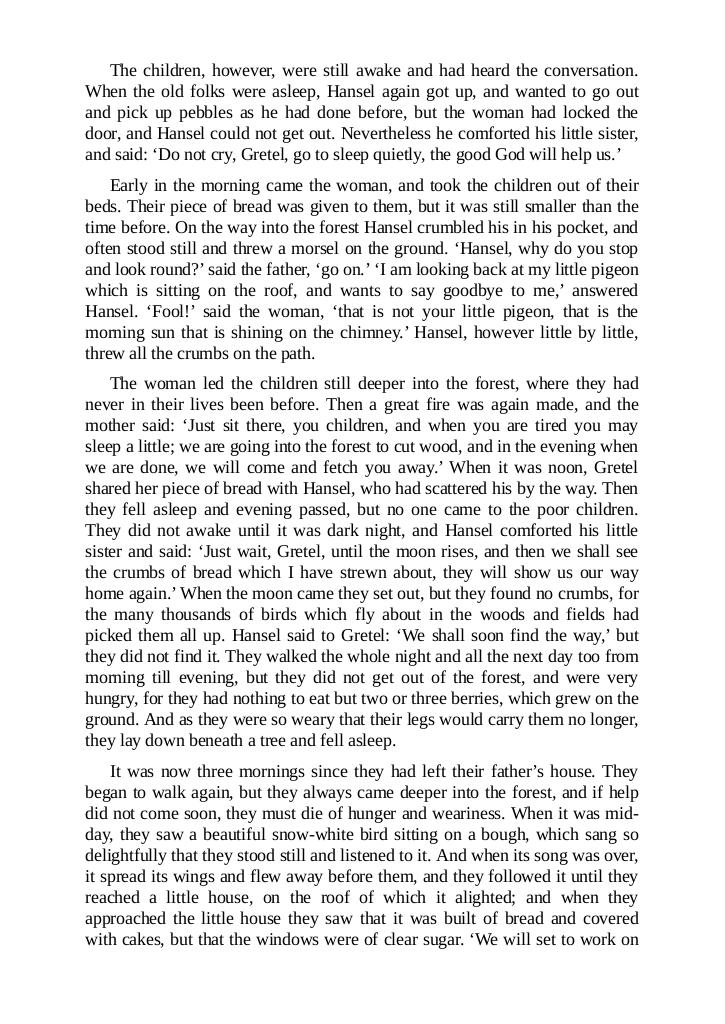 The children, however, were still awake and had heard the conversation.
When the old folks were asleep, Hansel again got up, and wanted to go out
and pick up pebbles as he had done before, but the woman had locked the
door, and Hansel could not get out. Nevertheless he comforted his little sister,
and said: ‘Do not cry, Gretel, go to sleep quietly, the good God will help us.’
Early in the morning came the woman, and took the children out of their
beds. Their piece of bread was given to them, but it was still smaller than the
time before. On the way into the forest Hansel crumbled his in his pocket, and
often stood still and threw a morsel on the ground. ‘Hansel, why do you stop
and look round?’ said the father, ‘go on.’ ‘I am looking back at my little pigeon
which is sitting on the roof, and wants to say goodbye to me,’ answered
Hansel. ‘Fool!’ said the woman, ‘that is not your little pigeon, that is the
morning sun that is shining on the chimney.’ Hansel, however little by little,
threw all the crumbs on the path.
The woman led the children still deeper into the forest, where they had
never in their lives been before. Then a great fire was again made, and the
mother said: ‘Just sit there, you children, and when you are tired you may
sleep a little; we are going into the forest to cut wood, and in the evening when
we are done, we will come and fetch you away.’ When it was noon, Gretel
shared her piece of bread with Hansel, who had scattered his by the way. Then
they fell asleep and evening passed, but no one came to the poor children.
They did not awake until it was dark night, and Hansel comforted his little
sister and said: ‘Just wait, Gretel, until the moon rises, and then we shall see
the crumbs of bread which I have strewn about, they will show us our way
home again.’ When the moon came they set out, but they found no crumbs, for
the many thousands of birds which fly about in the woods and fields had
picked them all up. Hansel said to Gretel: ‘We shall soon find the way,’ but
they did not find it. They walked the whole night and all the next day too from
morning till evening, but they did not get out of the forest, and were very
hungry, for they had nothing to eat but two or three berries, which grew on the
ground. And as they were so weary that their legs would carry them no longer,
they lay down beneath a tree and fell asleep.
It was now three mornings since they had left their father’s house. They
began to walk again, but they always came deeper into the forest, and if help
did not come soon, they must die of hunger and weariness. When it was mid-
day, they saw a beautiful snow-white bird sitting on a bough, which sang so
delightfully that they stood still and listened to it. And when its song was over,
it spread its wings and flew away before them, and they followed it until they
reached a little house, on the roof of which it alighted; and when they
approached the little house they saw that it was built of bread and covered
with cakes, but that the windows were of clear sugar. ‘We will set to work on